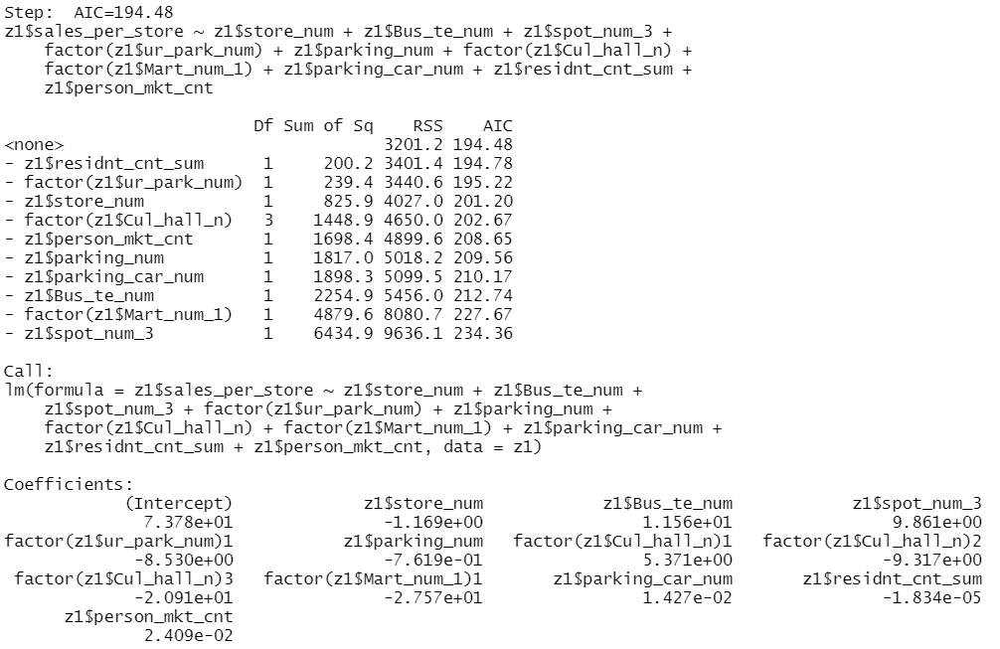 Step:  AIC=194.48
z1$sales_per_store ~ z1$store_num + z1$Bus_te_num + z1$spot_num_3 +
    factor(z1$ur_park_num) + z1$parking_num + factor(z1$Cul_hall_n) +
    factor(z1$Mart_num_1) + z1$parking_car_num + z1$residnt_cnt_sum +
    z1$person_mkt_cnt
                         Df Sum of Sq    RSS    AIC
<none>                                3201.2 194.48
- z1$residnt_cnt_sum      1     200.2 3401.4 194.78
- factor(z1$ur_park_num)  1     239.4 3440.6 195.22
- z1$store_num            1     825.9 4027.0 201.20
- factor(z1$Cul_hall_n)   3    1448.9 4650.0 202.67
- z1$person_mkt_cnt       1    1698.4 4899.6 208.65
- z1$parking_num          1    1817.0 5018.2 209.56
- z1$parking_car_num      1    1898.3 5099.5 210.17
- z1$Bus_te_num           1    2254.9 5456.0 212.74
- factor(z1$Mart_num_1)   1    4879.6 8080.7 227.67
- z1$spot_num_3           1    6434.9 9636.1 234.36
Call:
lm(formula = z1$sales_per_store ~ z1$store_num + z1$Bus_te_num +
    z1$spot_num_3 + factor(z1$ur_park_num) + z1$parking_num +
    factor(z1$Cul_hall_n) + factor(z1$Mart_num_1) + z1$parking_car_num +
    z1$residnt_cnt_sum + z1$person_mkt_cnt, data = z1)
Coefficients:
            (Intercept)             z1$store_num            z1$Bus_te_num            z1$spot_num_3
              7.378e+01               -1.169e+00                1.156e+01                9.861e+00
factor(z1$ur_park_num)1           z1$parking_num   factor(z1$Cul_hall_n)1   factor(z1$Cul_hall_n)2
             -8.530e+00               -7.619e-01                5.371e+00               -9.317e+00
 factor(z1$Cul_hall_n)3   factor(z1$Mart_num_1)1       z1$parking_car_num       z1$residnt_cnt_sum
             -2.091e+01               -2.757e+01                1.427e-02               -1.834e-05
      z1$person_mkt_cnt
              2.409e-02